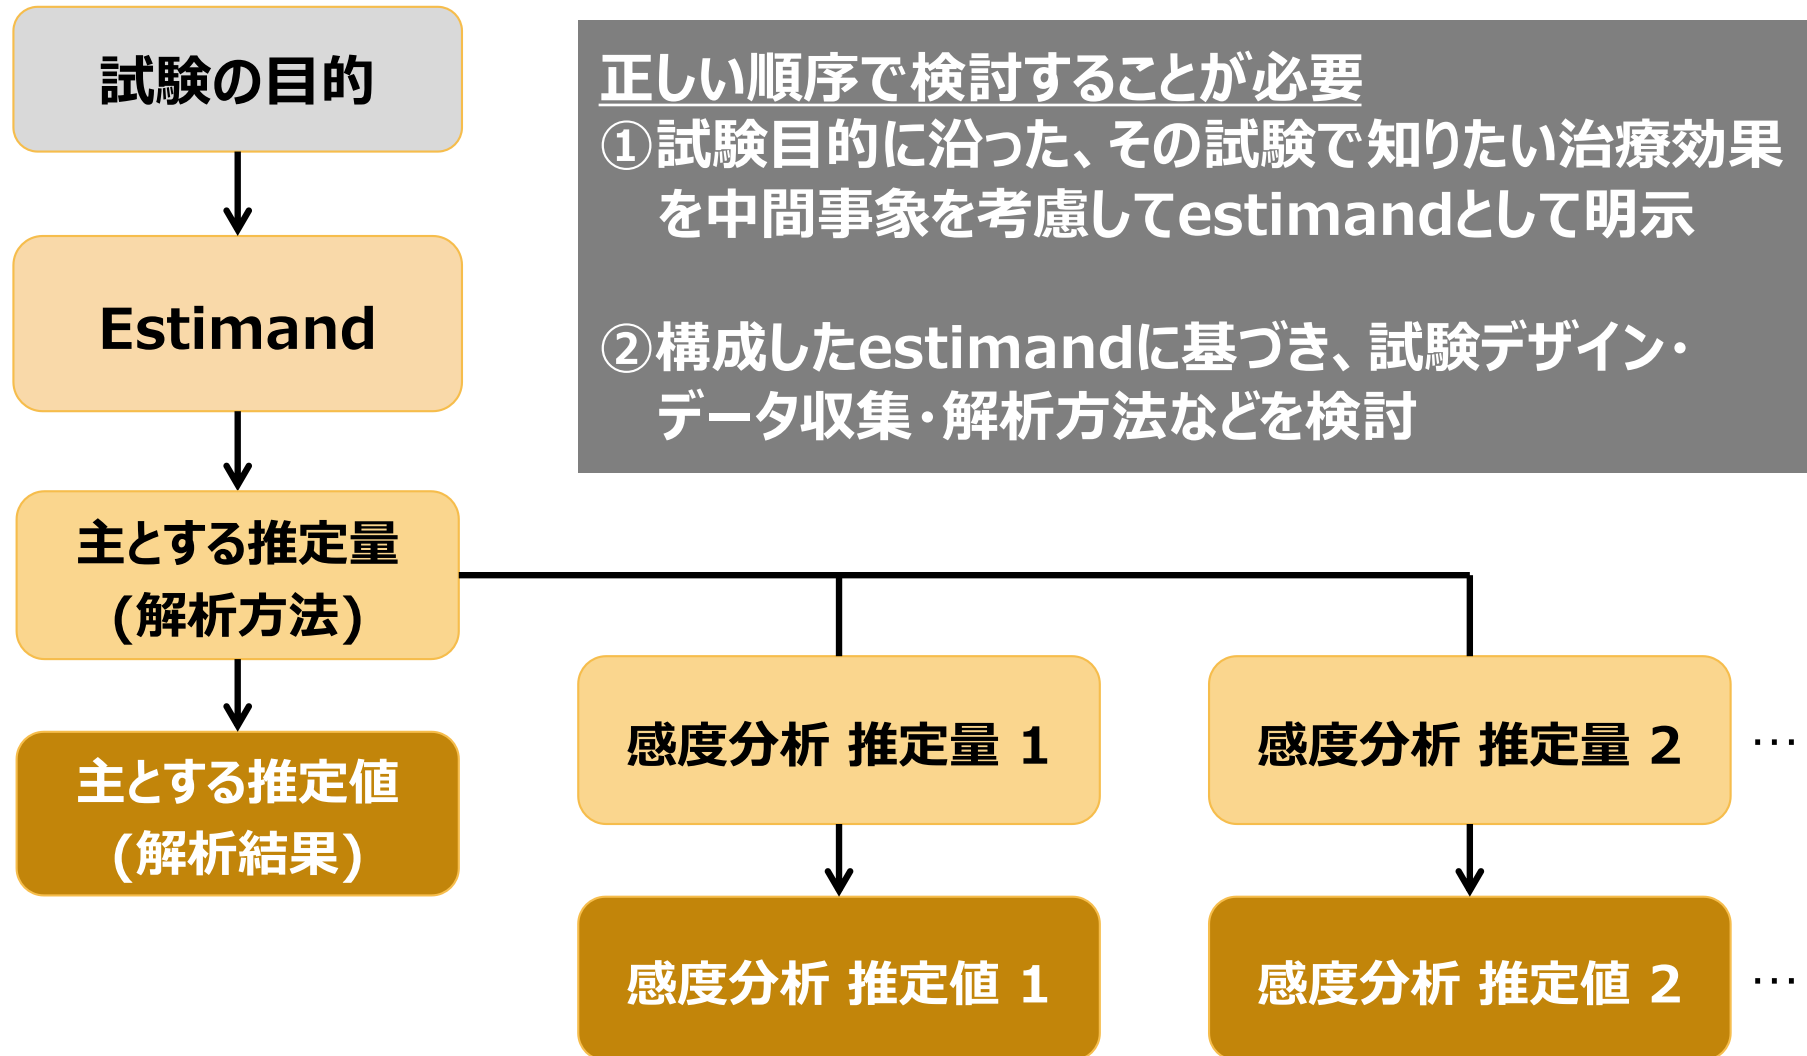 試験の目的
Estimand
主とする推定量
(解析方法)
主とする推定値
(解析結果)
正しい順序で検討することが必要
①試験目的に沿った、その試験で知りたい治療効果
を中間事象を考慮してestimandとして明示
②構成したestimandに基づき、試験デザイン・
データ収集・解析方法などを検討
感度分析 推定量 1
感度分析 推定量 2
…
感度分析 推定値 1
感度分析 推定値 2
…